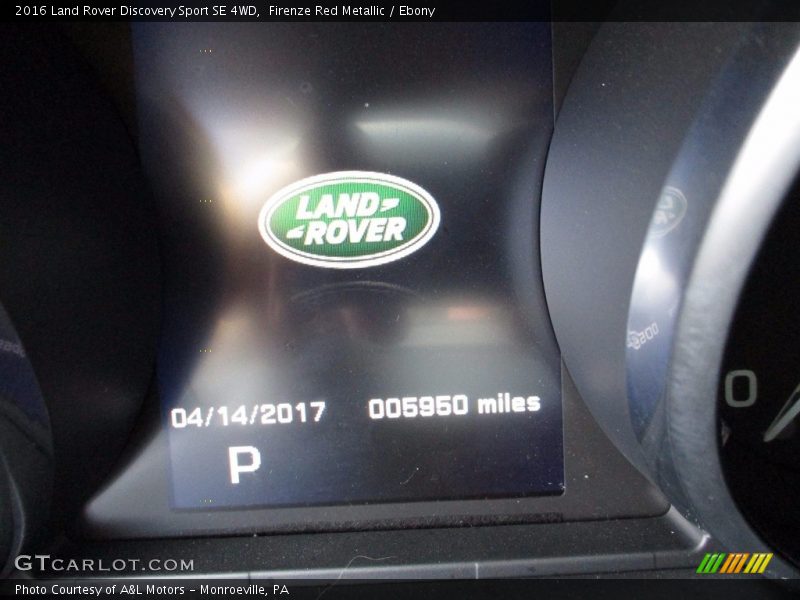 2016 Land Rover Discovery Sport SE 4WD,  Firenze Red Metallic / Ebony
LAND
ROVER
04/14/2017 005950 miles
P
0
GTCARLOT.COM
Photo Courtesy of A&L Motors - Monroeville, PA